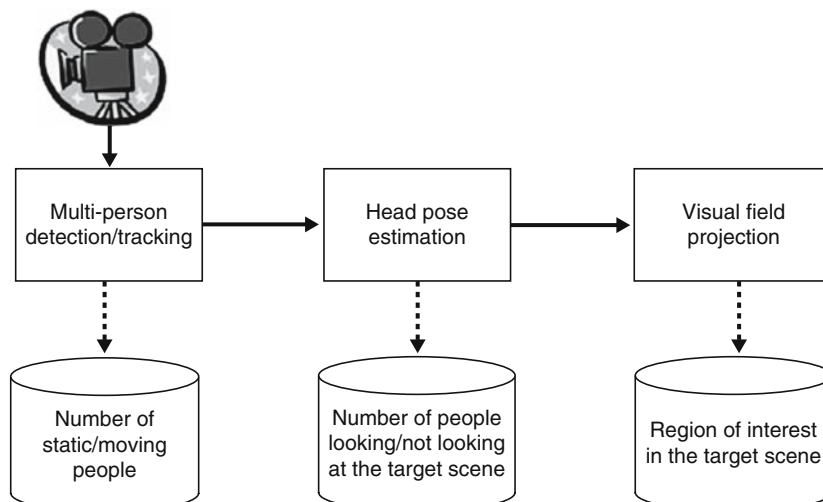 Multi-person
detection/tracking
Head pose
estimation
Visual field
projection
Number of
static/moving
people
Number of people
looking/not looking
at the target scene
Region of interest
in the target scene